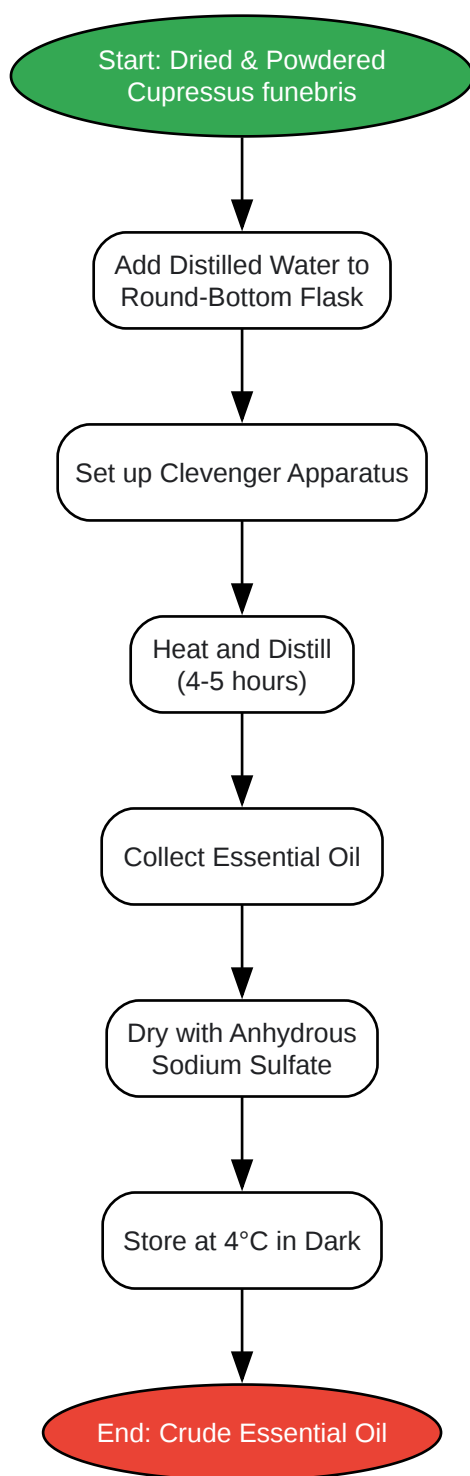 Start: Dried & Powdered
Cupressus funebris
Add Distilled Water to
Round-Bottom Flask
Set up Clevenger Apparatus
Heat and Distill
(4-5 hours)
Collect Essential Oil
Dry with Anhydrous
Sodium Sulfate
Store at 4°C in Dark
End: Crude Essential Oil